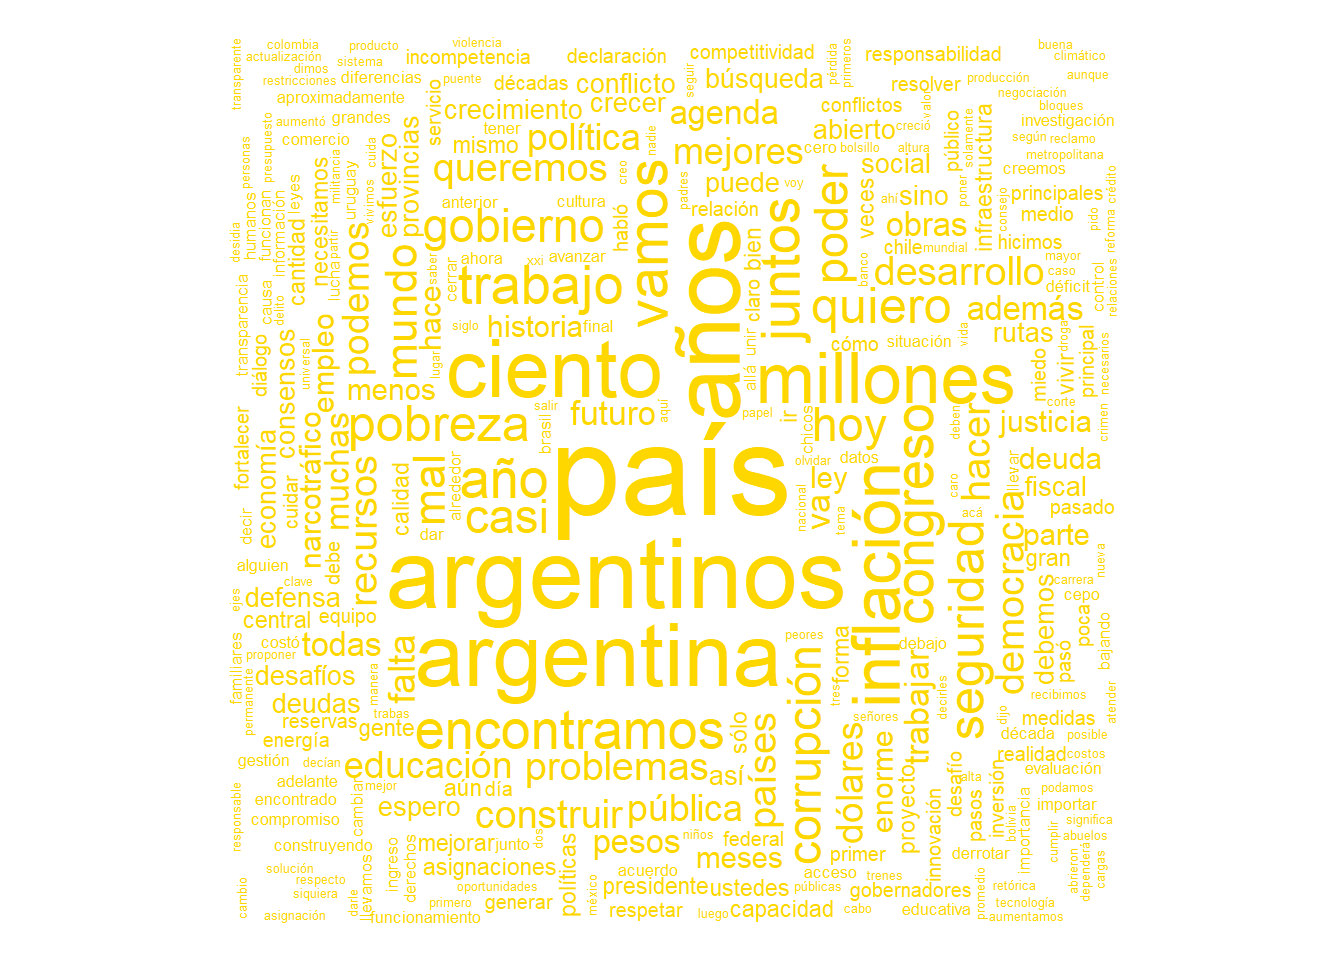 transparente
colombia
producto
violencia
buena
actualización
sistema
incompetencia
declaración
competitividad
responsabilidad
climático
dimos
restricciones
diferencias
puente
décadas
conflicto
seguir
búsqueda
pérdida
primeros
resolver
producción
aunque
negociación
aproximadamente
servicio
crecimiento
crecer
agenda
conflictos
valor
bloques
aumentó
grandes
tener
política
nadie
abierto
creció
público
solamente
infraestructura
investigación
comercio
provincias
mismo
mejores
cero
bolsillo
altura
según
reclamo
personas
presupuesto
militancia
cuida
esfuerzo
queremos
creo
vamos
padres
puede
poder
social
metropolitana
creemos
humanos
leyes
necesitamos
uruguay
vivimos
anterior
cultura
habló
voy
relación
veces
ahí
sino
poner
consejo
principales
crédito
desidia
funcionan
información
cantidad
partir
lucha
podemos
mundo
gobierno
años
claro
bien
juntos
obras
medio
pido
reforma
relaciones
saber
ahora
xxi
avanzar
chile
mundial
hicimos
mayor
transparencia
causa
delito
hace
cerrar
trabajo
banco
desarrollo
caso
déficit
control
diálogo
consensos
universal
empleo
siglo
historia
final
unir
allá
quiero
además
vida
droga
rutas
lugar
ciento
cómo
situación
miedo
vivir
principal
necesarios
menos
millones
corte
fortalecer
economía
narcotráfico
muchas
pobreza
salir
brasil
futuro
aquí
papel
ir
chicos
hoy
congreso
deben
hacer
justicia
crimen
cuidar
recursos
calidad
mal
alrededor
país
olvidar
datos
caro
llevar
deuda
decir
año
nacional
ley
va
tema
inflación
acá
fiscal
debe
dar
casi
seguridad
democracia
pasado
alguien
parte
nueva
clave
argentinos
gran
ejes
defensa
debemos
carrera
cepo
central
equipo
argentina
poca
bajando
familiares
costó
todas
falta
peores
forma
debajo
pasó
proponer
permanente
desafíos
manera
corrupción
tres
trabajar
decirles
recibimos
atender
deudas
trabas
encontramos
sólo
países
señores
dijo
medidas
reservas
gente
década
posible
energía
dólares
enorme
realidad
costos
gestión
decían
educación
problemas
así
proyecto
desafío
alta
pasos
inversión
evaluación
adelante
mejor
aún
día
podamos
responsable
encontrado
cambiar
espero
construir
pública
innovación
bolivia
importancia
importar
compromiso
significa
cumplir
abuelos
construyendo
mejorar
junto
dos
políticas
pesos
niños
federal
meses
primer
derrotar
abrieron
dependerá
cargas
solución
llevamos
ingreso
derechos
asignaciones
acuerdo
acceso
trenes
respecto
oportunidades
presidente
ustedes
públicas
gobernadores
promedio
retórica
cambio
siquiera
darle
primero
generar
méxico
respetar
luego
capacidad
cabo
educativa
tecnología
asignación
funcionamiento
aumentamos